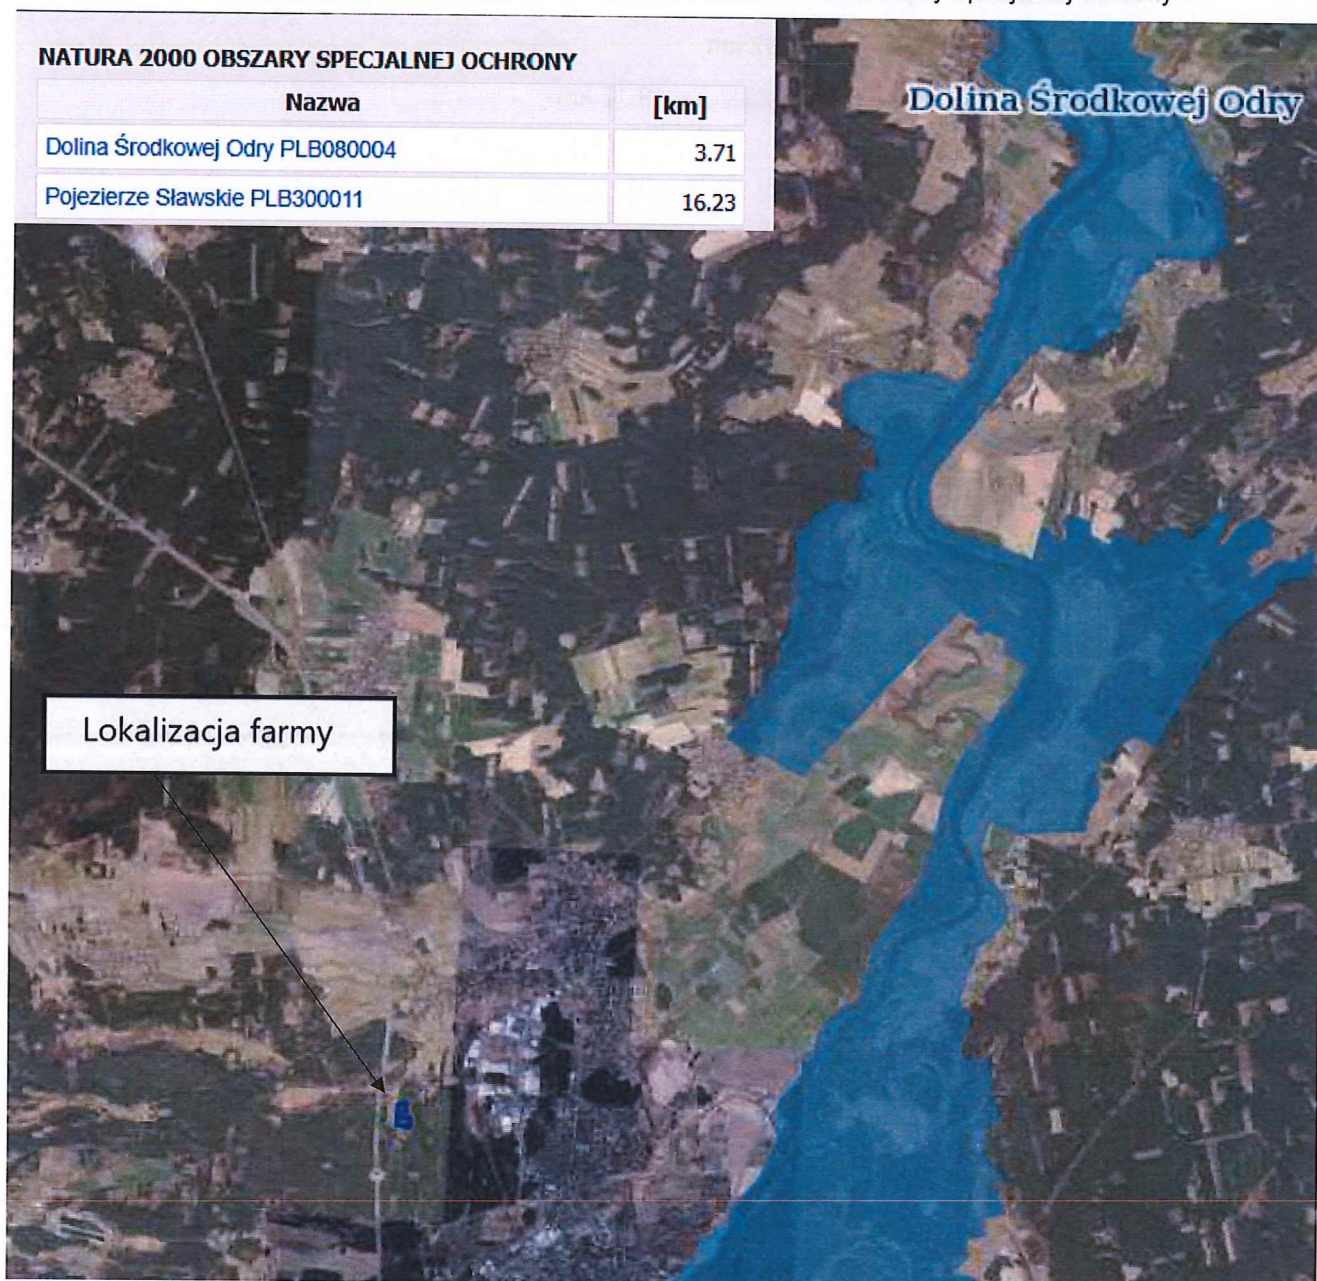 NATURA 2000 OBSZARY SPECJALNEJ OCHRONY
Nazwa [km]
Dolina Środkowej Odry PLB080004 3.71
Pojezierze Sławskie PLB300011 16.23
Dolina Środkowej Odry
Lokalizacja farmy